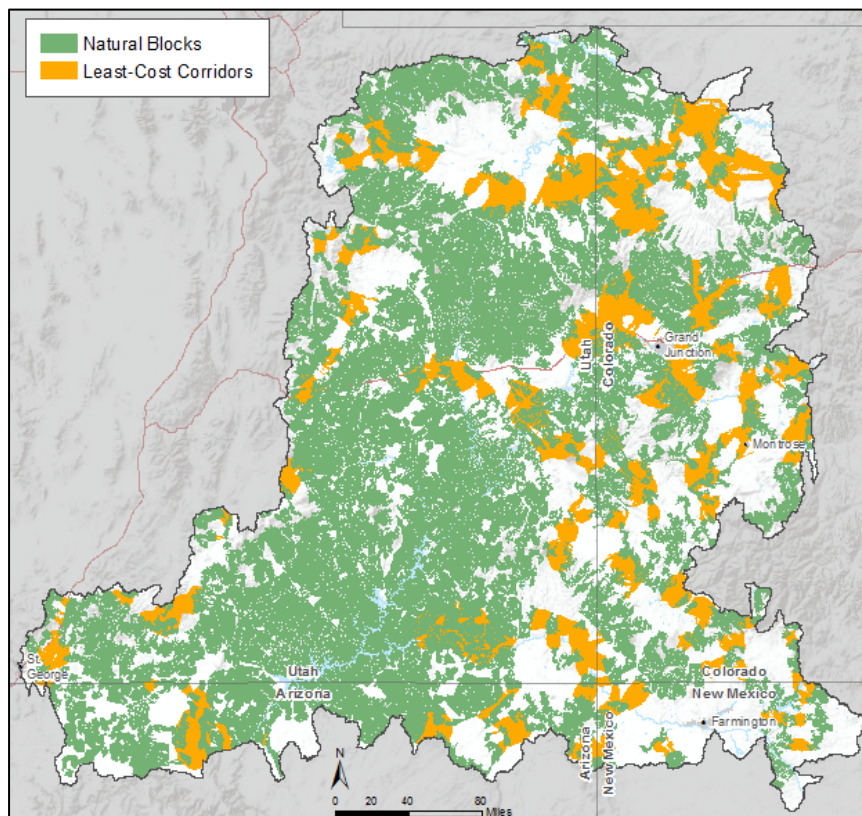 Natural Blocks
Least-Cost Corridors
Utah
Colorado
Grand
Junction
Montrose
St.
George
Utah
Arizona
Colorado
New Mexico
Farmington
Arizona
New Mexico
N
0 20 40 80
Miles